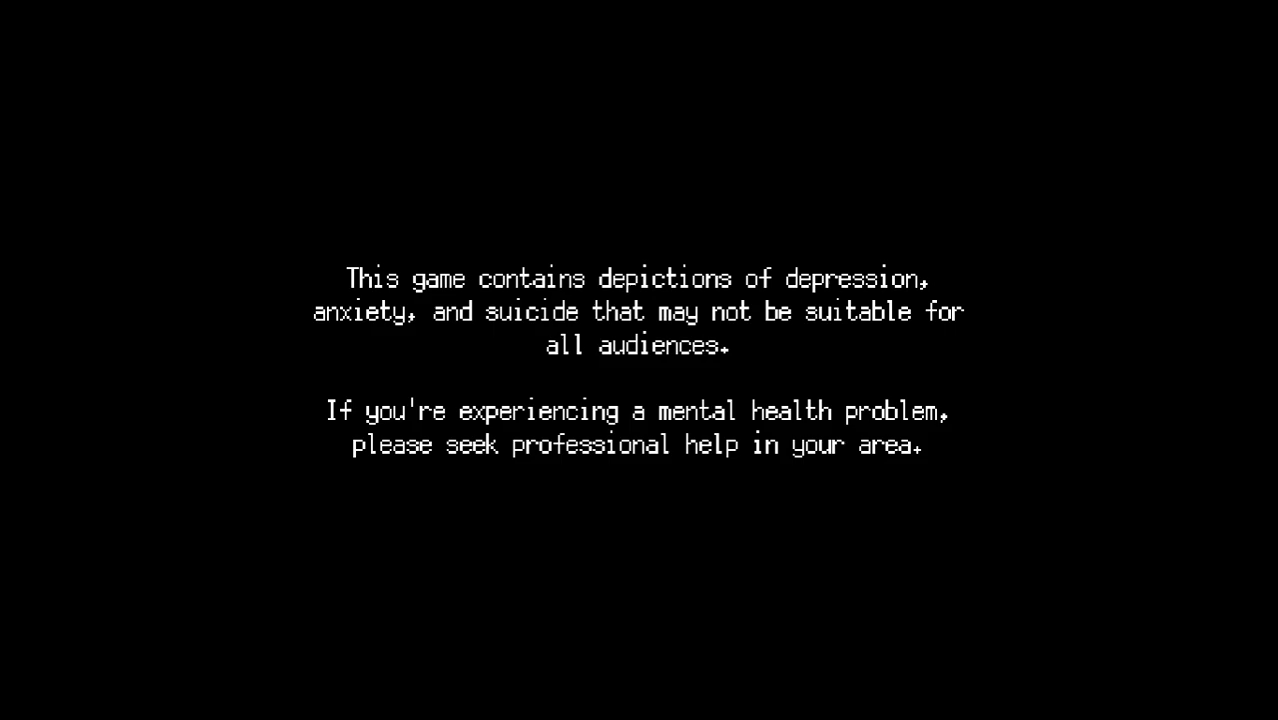 This game contains depictions of depression,
anxiety, and suicide that may not be suitable for
all audiences.
If you're experiencing a mental health problem,
please seek professional help in your area.